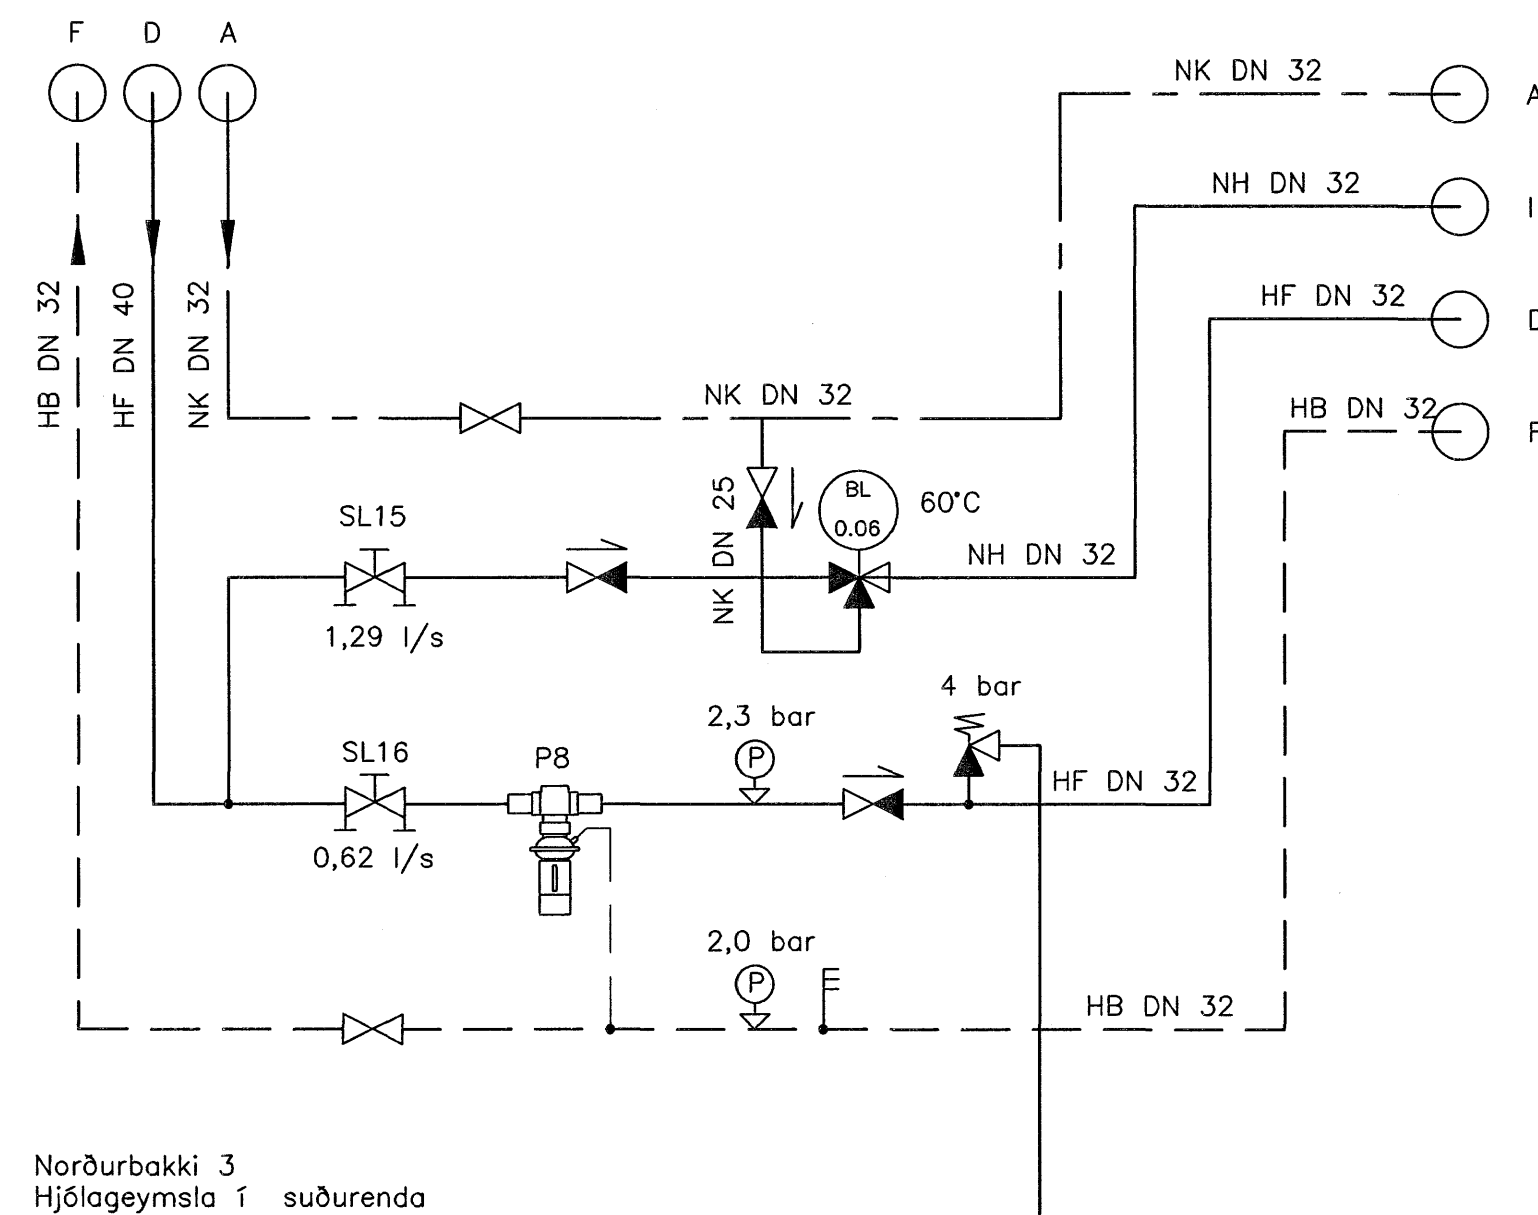 F D A
NK DN 32
A
NH DN 32
I
HF DN 32
HB DN 32
HB DN 32
HF DN 40
NK DN 32
NK DN 32
NK DN 25
BL
0.06
60°C
SL15
NH DN 32
1,29 l/s
4 bar
2,3 bar
SL16
P8
P
HF DN 32
0,62 l/s
2,0 bar
P
HB DN 32
Norðurbakki 3
Hjólageymsla í suðurenda